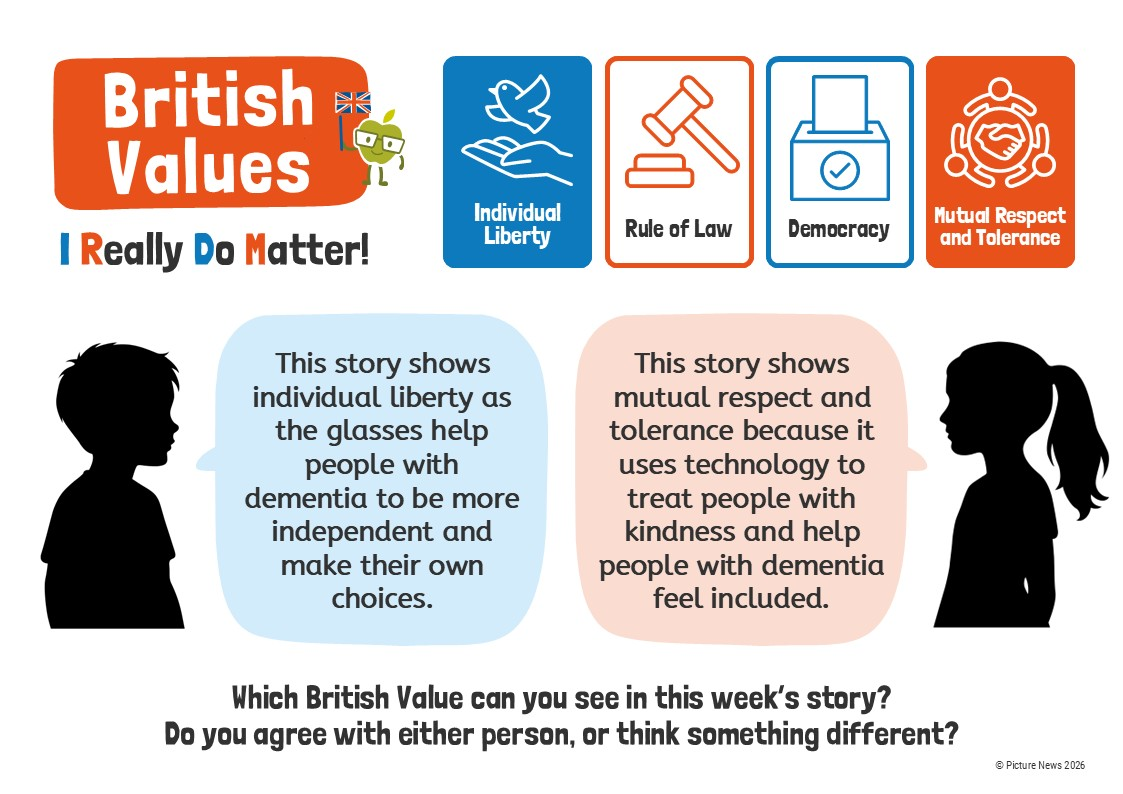 British
Values
I Really Do Matter!
Individual
Liberty
Rule of Law
Democracy
Mutual Respect
and Tolerance
This story shows
individual liberty as
the glasses help
people with
dementia to be more
independent and
make their own
choices.
This story shows
mutual respect and
tolerance because it
uses technology to
treat people with
kindness and help
people with dementia
feel included.
Which British Value can you see in this week's story?
Do you agree with either person, or think something different?
© Picture News 2026